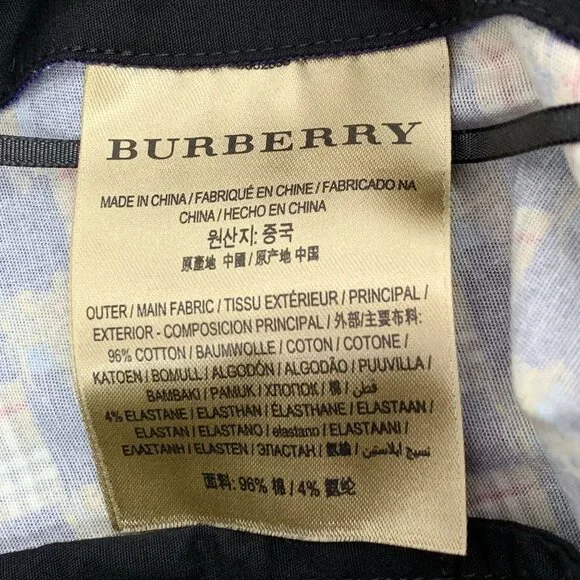 BURBERRY
MADE IN CHINA / FABRIQUÉ EN CHINE / FABRICADO NA
CHINA / HECHO EN CHINA
원산지: 중국
原產地 中國 / 原产地 中国
OUTER / MAIN FABRIC / TISSU EXTÉRIEUR / PRINCIPAL /
EXTERIOR - COMPOSICION PRINCIPAL / 外部/主要布料:
96% COTTON / BAUMWOLLE / COTON / COTONE /
KATOEN / BOMULL / ALGODÓN / ALGODÃO / PUUVILLA /
BAMBAKI / PAMUK / ХЛОПОК / 棉 / قطن /
4% ELASTANE / ELASTHAN / ÉLASTHANE / ELASTAAN /
ELASTAN / ELASTANO / elastano / ELASTAANI /
ΕΛΑΣΤΑΝΗ / ELASTEN / ЭЛАСТАН / 氨綸 / نسيج إيلاستين /
面料: 96% 棉 / 4% 氨纶